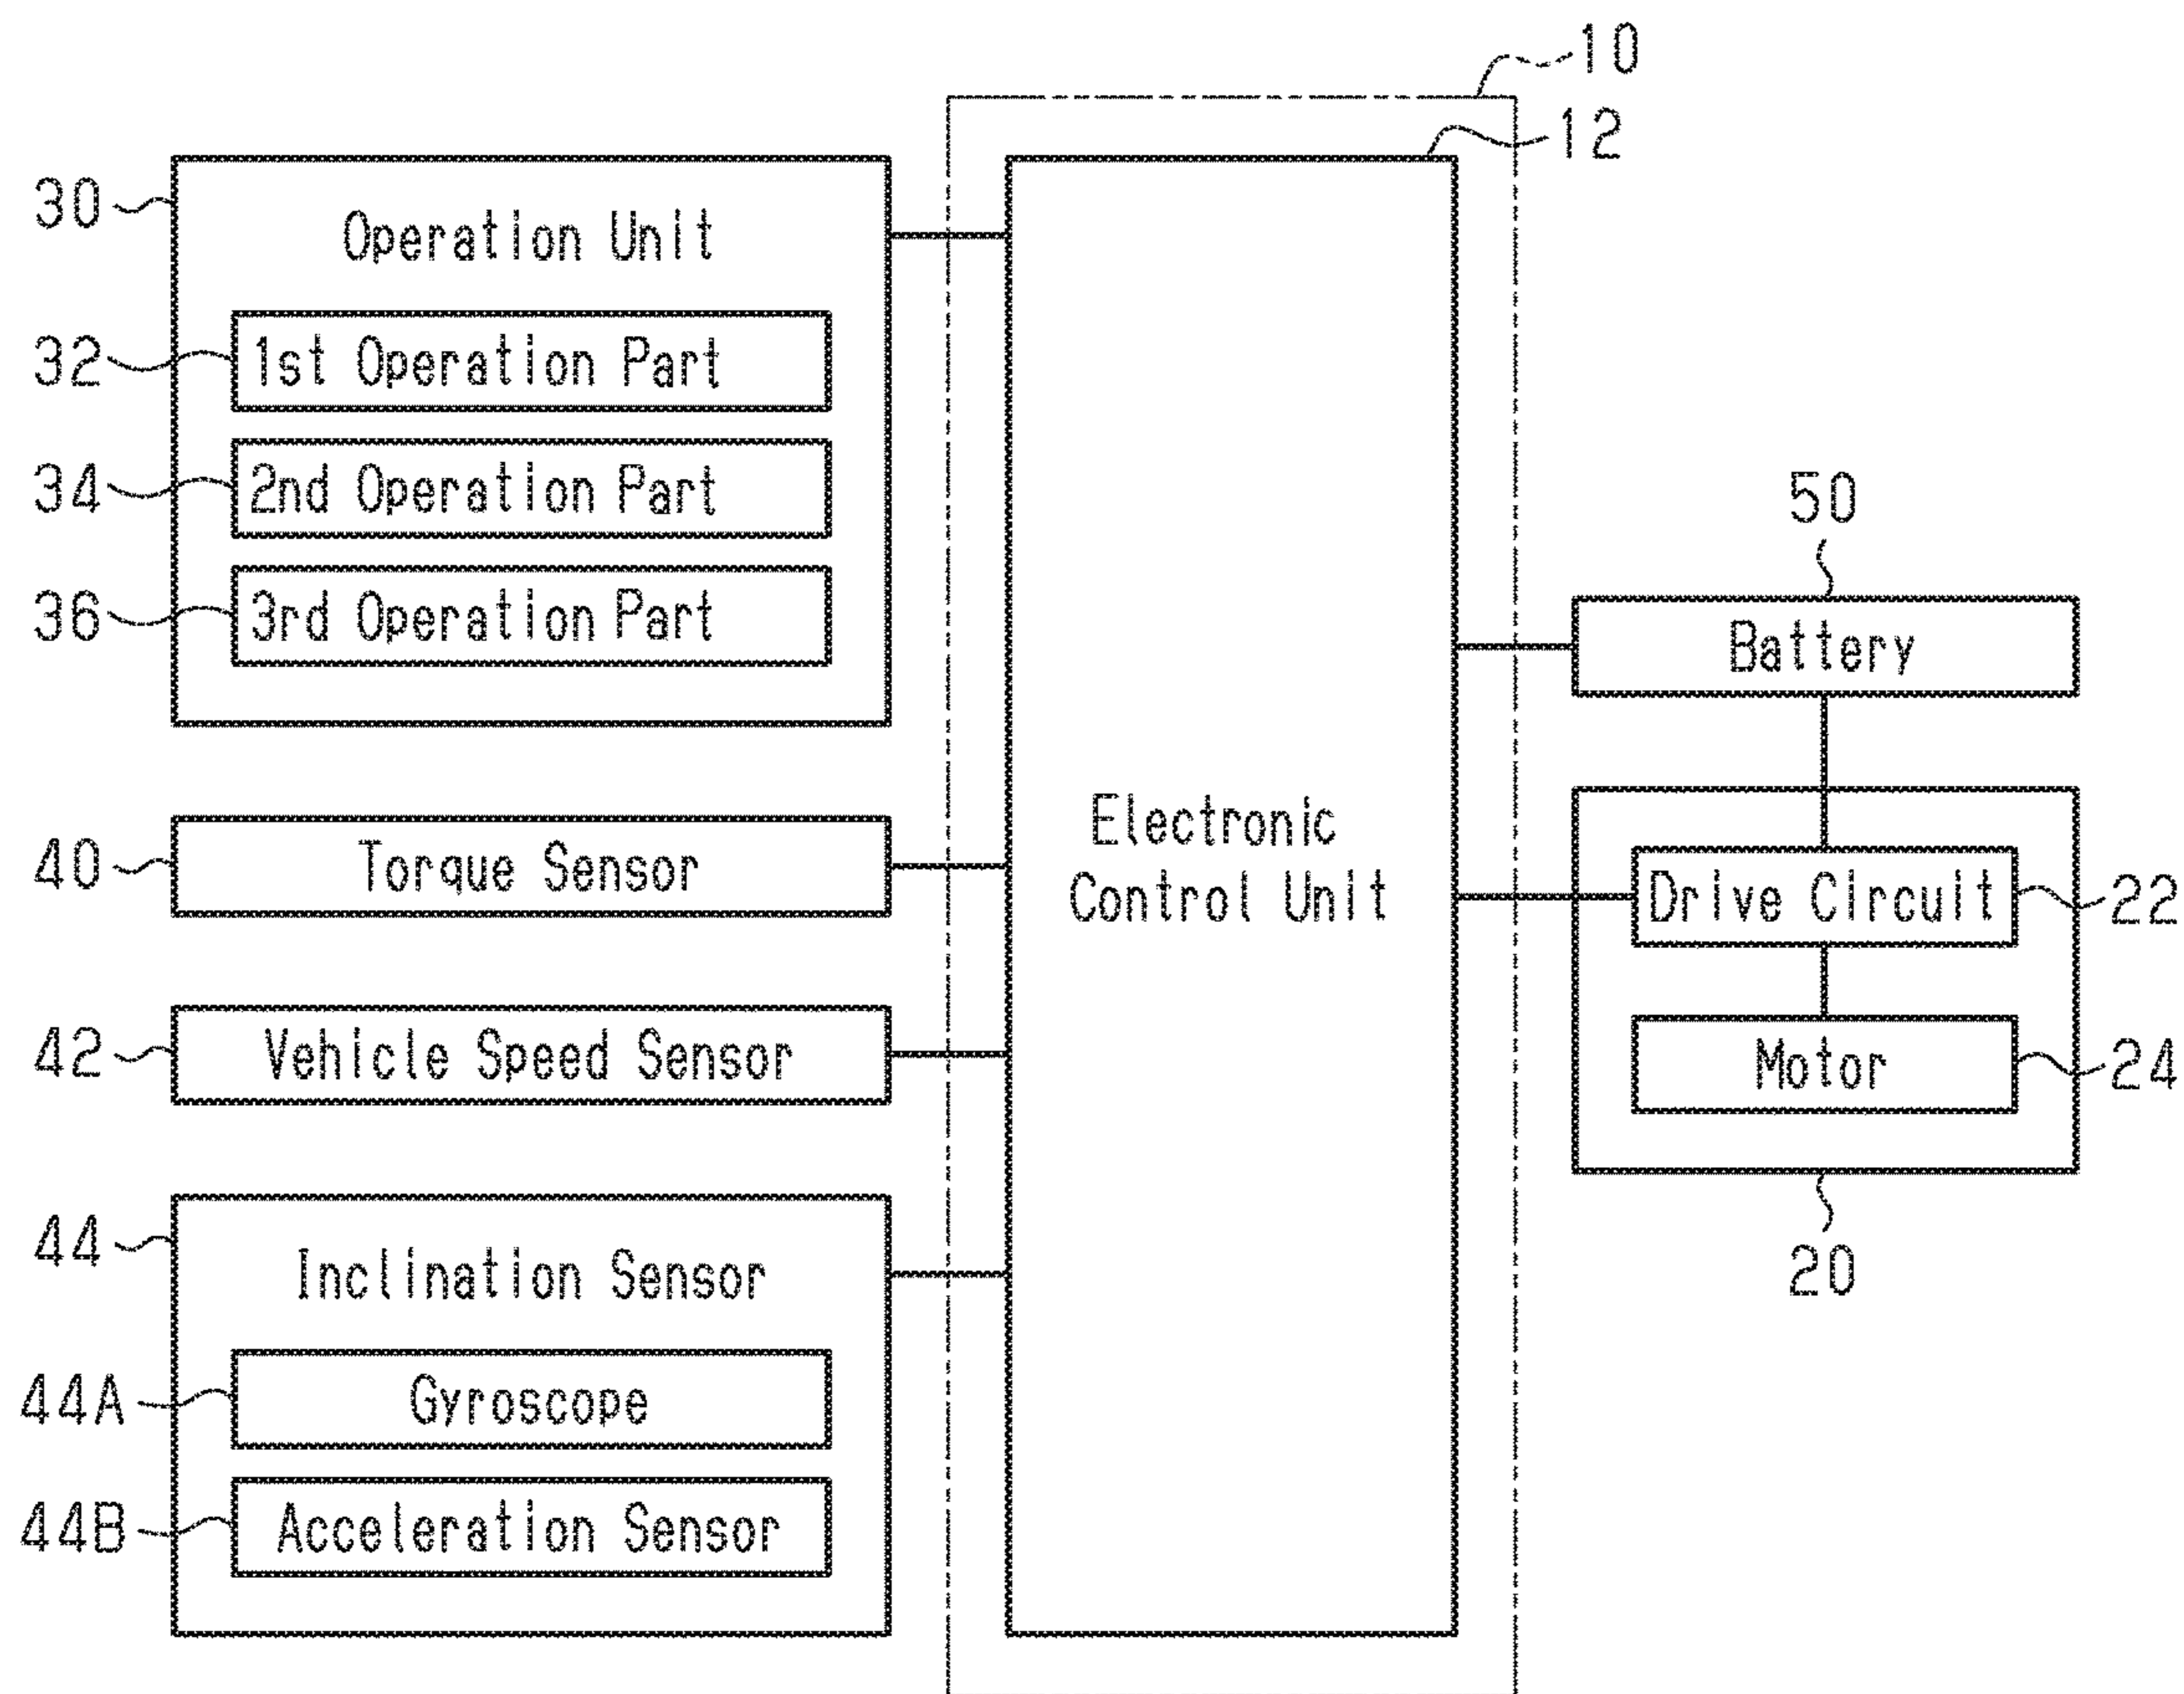 10
12
30
Operation Unit
32
1st Operation Part
34
2nd Operation Part
36
3rd Operation Part
50
Battery
40
Torque Sensor
Electronic
Control Unit
Drive Circuit
22
42
Vehicle Speed Sensor
Motor
24
44
Inclination Sensor
20
44A
Gyroscope
44B
Acceleration Sensor